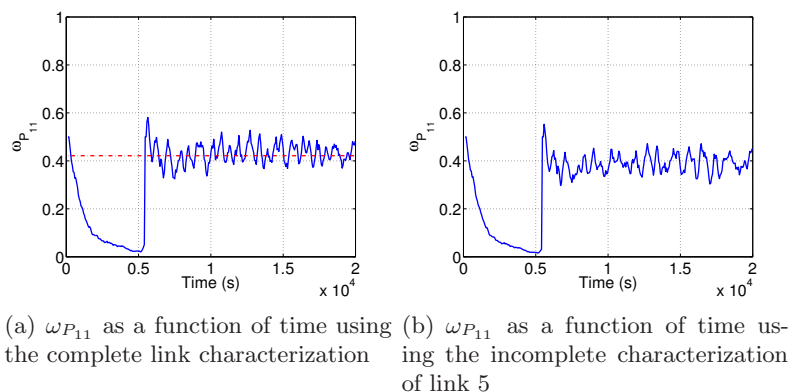 1
0.8
0.6
0.4
0.2
0
ωP11
0 0.5 1 1.5 2
Time (s)
x 10^4
1
0.8
0.6
0.4
0.2
0
ωP11
0 0.5 1 1.5 2
Time (s)
x 10^4
(a) ωP11 as a function of time using
the complete link characterization
(b) ωP11 as a function of time us-
ing the incomplete characterization
of link 5